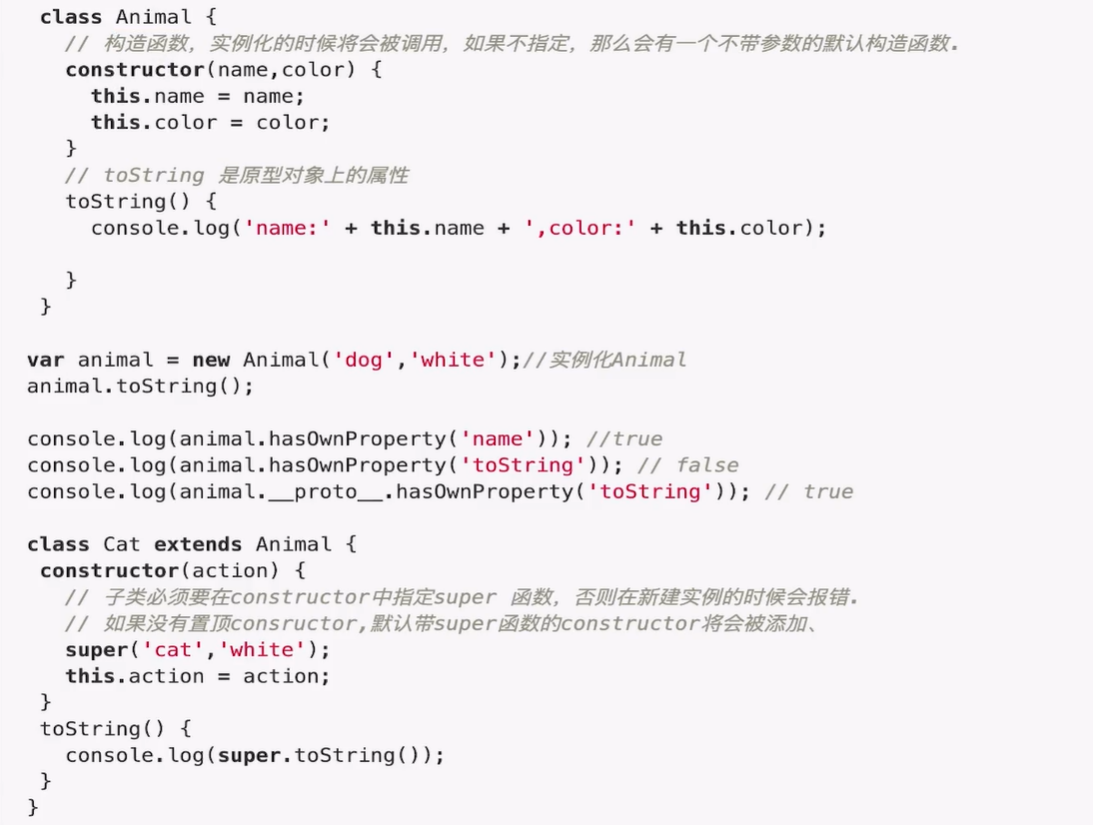 class Animal {
// 构造函数，实例化的时候将会被调用，如果不指定，那么会有一个不带参数的默认构造函数.
constructor(name,color) {
this.name = name;
this.color = color;
}
// toString 是原型对象上的属性
toString() {
console.log('name:' + this.name + ',color:' + this.color);
}
}
var animal = new Animal('dog','white');//实例化Animal
animal.toString();
console.log(animal.hasOwnProperty('name')); //true
console.log(animal.hasOwnProperty('toString')); // false
console.log(animal.__proto__.hasOwnProperty('toString')); // true
class Cat extends Animal {
constructor(action) {
// 子类必须要在constructor中指定super 函数，否则在新建实例的时候会报错.
// 如果没有置顶consructor,默认带super函数的constructor将会被添加、
super('cat','white');
this.action = action;
}
toString() {
console.log(super.toString());
}
}